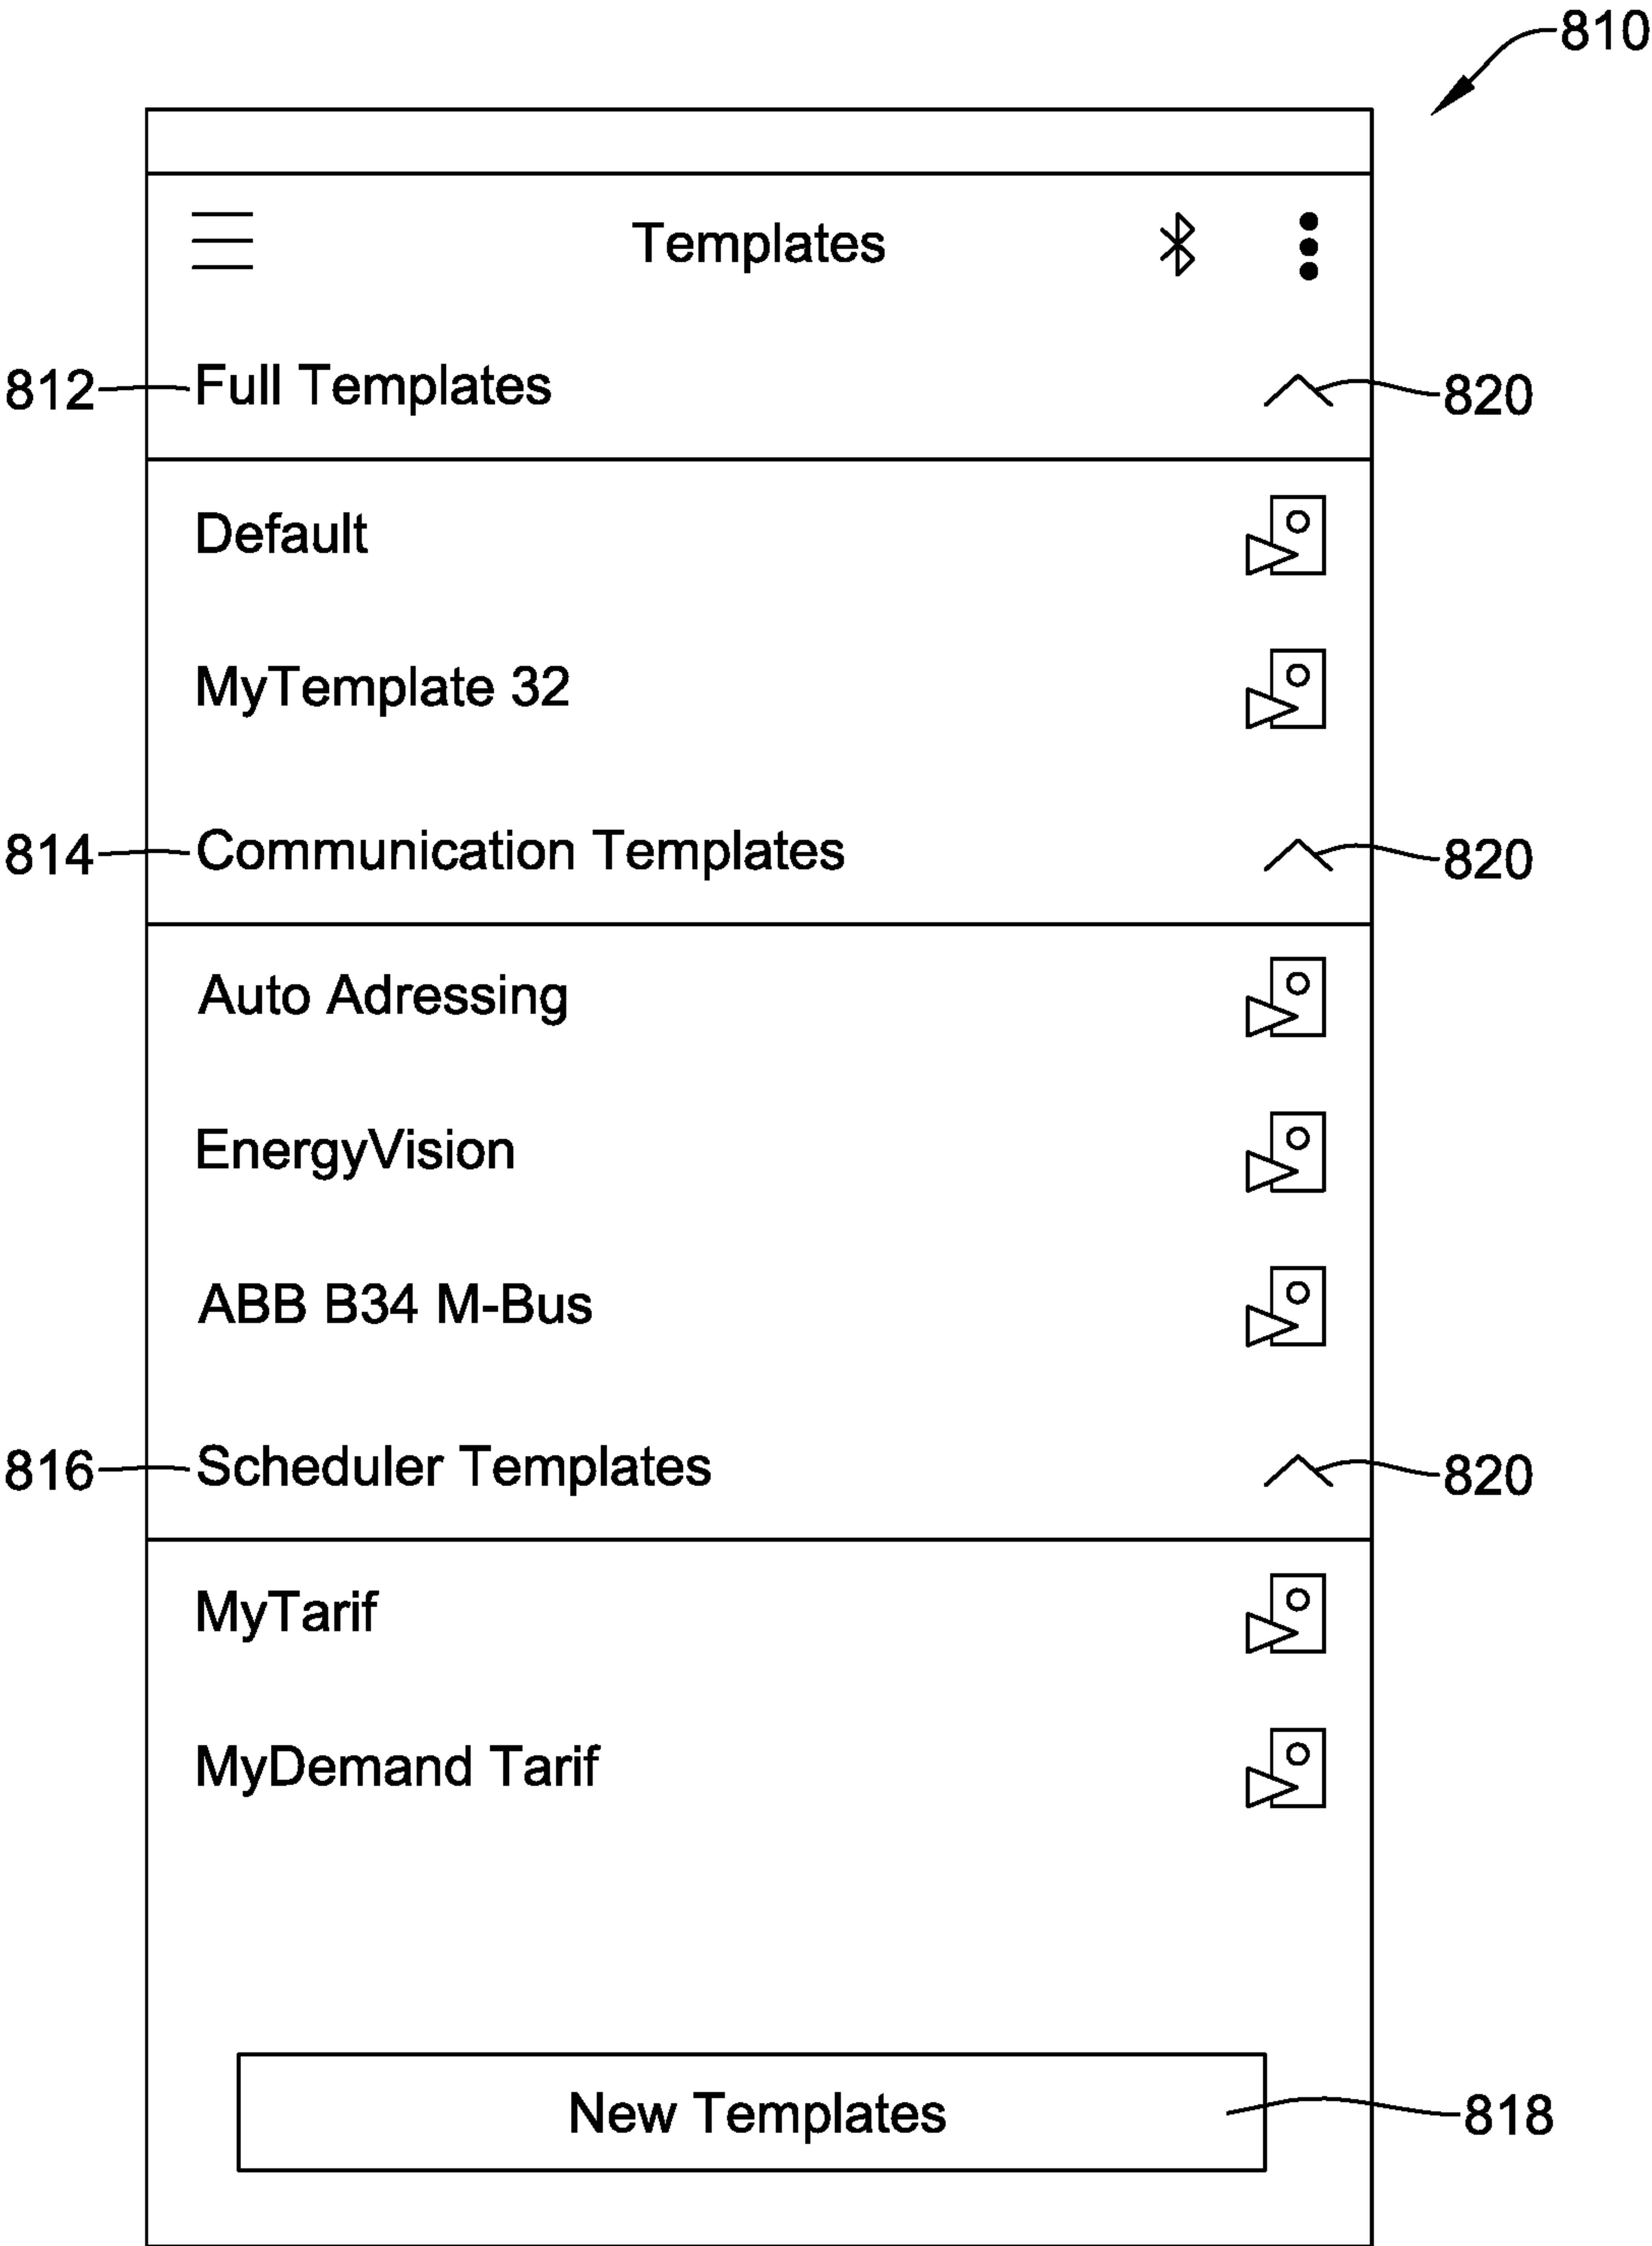 810
Templates
812 Full Templates 820
Default
MyTemplate 32
814 Communication Templates 820
Auto Adressing
EnergyVision
ABB B34 M-Bus
816 Scheduler Templates 820
MyTarif
MyDemand Tarif
New Templates 818